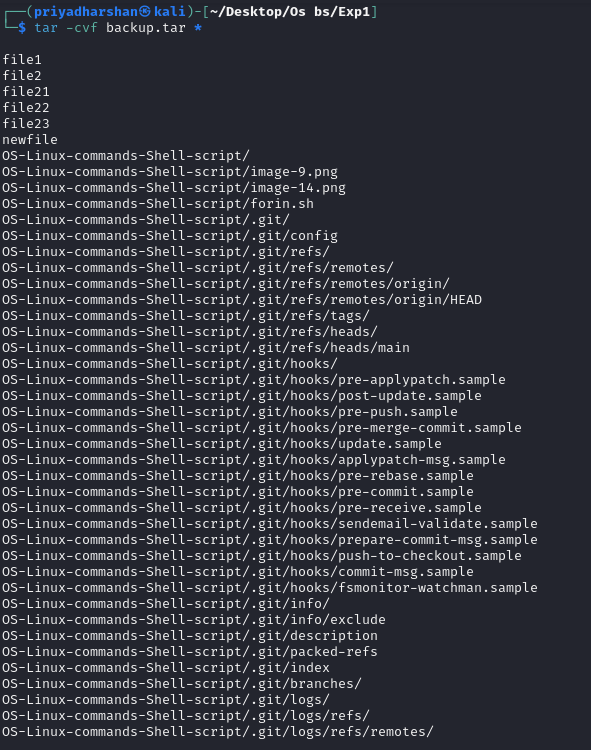 ┌──(priyadharshan㉿kali)-[~/Desktop/Os bs/Exp1]
└─$ tar -cvf backup.tar *
file1
file2
file21
file22
file23
newfile
OS-Linux-commands-Shell-script/
OS-Linux-commands-Shell-script/image-9.png
OS-Linux-commands-Shell-script/image-14.png
OS-Linux-commands-Shell-script/forin.sh
OS-Linux-commands-Shell-script/.git/
OS-Linux-commands-Shell-script/.git/config
OS-Linux-commands-Shell-script/.git/refs/
OS-Linux-commands-Shell-script/.git/refs/remotes/
OS-Linux-commands-Shell-script/.git/refs/remotes/origin/
OS-Linux-commands-Shell-script/.git/refs/remotes/origin/HEAD
OS-Linux-commands-Shell-script/.git/refs/tags/
OS-Linux-commands-Shell-script/.git/refs/heads/
OS-Linux-commands-Shell-script/.git/refs/heads/main
OS-Linux-commands-Shell-script/.git/hooks/
OS-Linux-commands-Shell-script/.git/hooks/pre-applypatch.sample
OS-Linux-commands-Shell-script/.git/hooks/post-update.sample
OS-Linux-commands-Shell-script/.git/hooks/pre-push.sample
OS-Linux-commands-Shell-script/.git/hooks/pre-merge-commit.sample
OS-Linux-commands-Shell-script/.git/hooks/update.sample
OS-Linux-commands-Shell-script/.git/hooks/applypatch-msg.sample
OS-Linux-commands-Shell-script/.git/hooks/pre-rebase.sample
OS-Linux-commands-Shell-script/.git/hooks/pre-commit.sample
OS-Linux-commands-Shell-script/.git/hooks/pre-receive.sample
OS-Linux-commands-Shell-script/.git/hooks/sendemail-validate.sample
OS-Linux-commands-Shell-script/.git/hooks/prepare-commit-msg.sample
OS-Linux-commands-Shell-script/.git/hooks/push-to-checkout.sample
OS-Linux-commands-Shell-script/.git/hooks/commit-msg.sample
OS-Linux-commands-Shell-script/.git/hooks/fsmonitor-watchman.sample
OS-Linux-commands-Shell-script/.git/info/
OS-Linux-commands-Shell-script/.git/info/exclude
OS-Linux-commands-Shell-script/.git/description
OS-Linux-commands-Shell-script/.git/packed-refs
OS-Linux-commands-Shell-script/.git/index
OS-Linux-commands-Shell-script/.git/branches/
OS-Linux-commands-Shell-script/.git/logs/
OS-Linux-commands-Shell-script/.git/logs/refs/
OS-Linux-commands-Shell-script/.git/logs/refs/remotes/